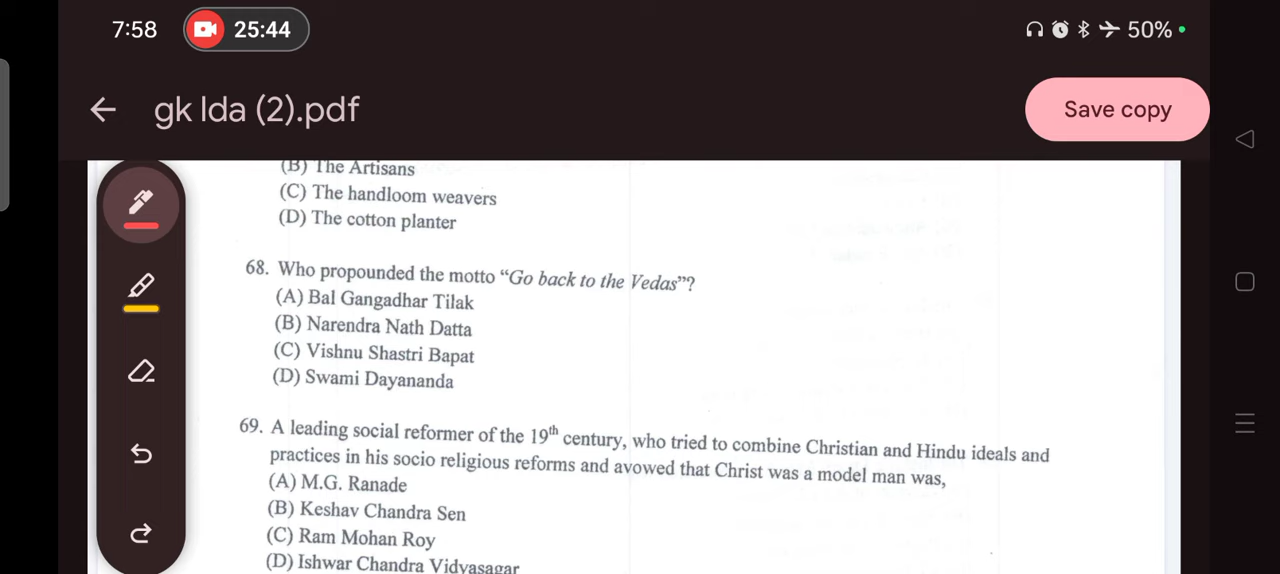 7:58 25:44 50%
gk lda (2).pdf Save copy
(B) The Artisans
(C) The handloom weavers
(D) The cotton planter
68. Who propounded the motto “Go back to the Vedas”?
(A) Bal Gangadhar Tilak
(B) Narendra Nath Datta
(C) Vishnu Shastri Bapat
(D) Swami Dayananda
69. A leading social reformer of the 19th century, who tried to combine Christian and Hindu ideals and
practices in his socio religious reforms and avowed that Christ was a model man was,
(A) M.G. Ranade
(B) Keshav Chandra Sen
(C) Ram Mohan Roy
(D) Ishwar Chandra Vidyasagar